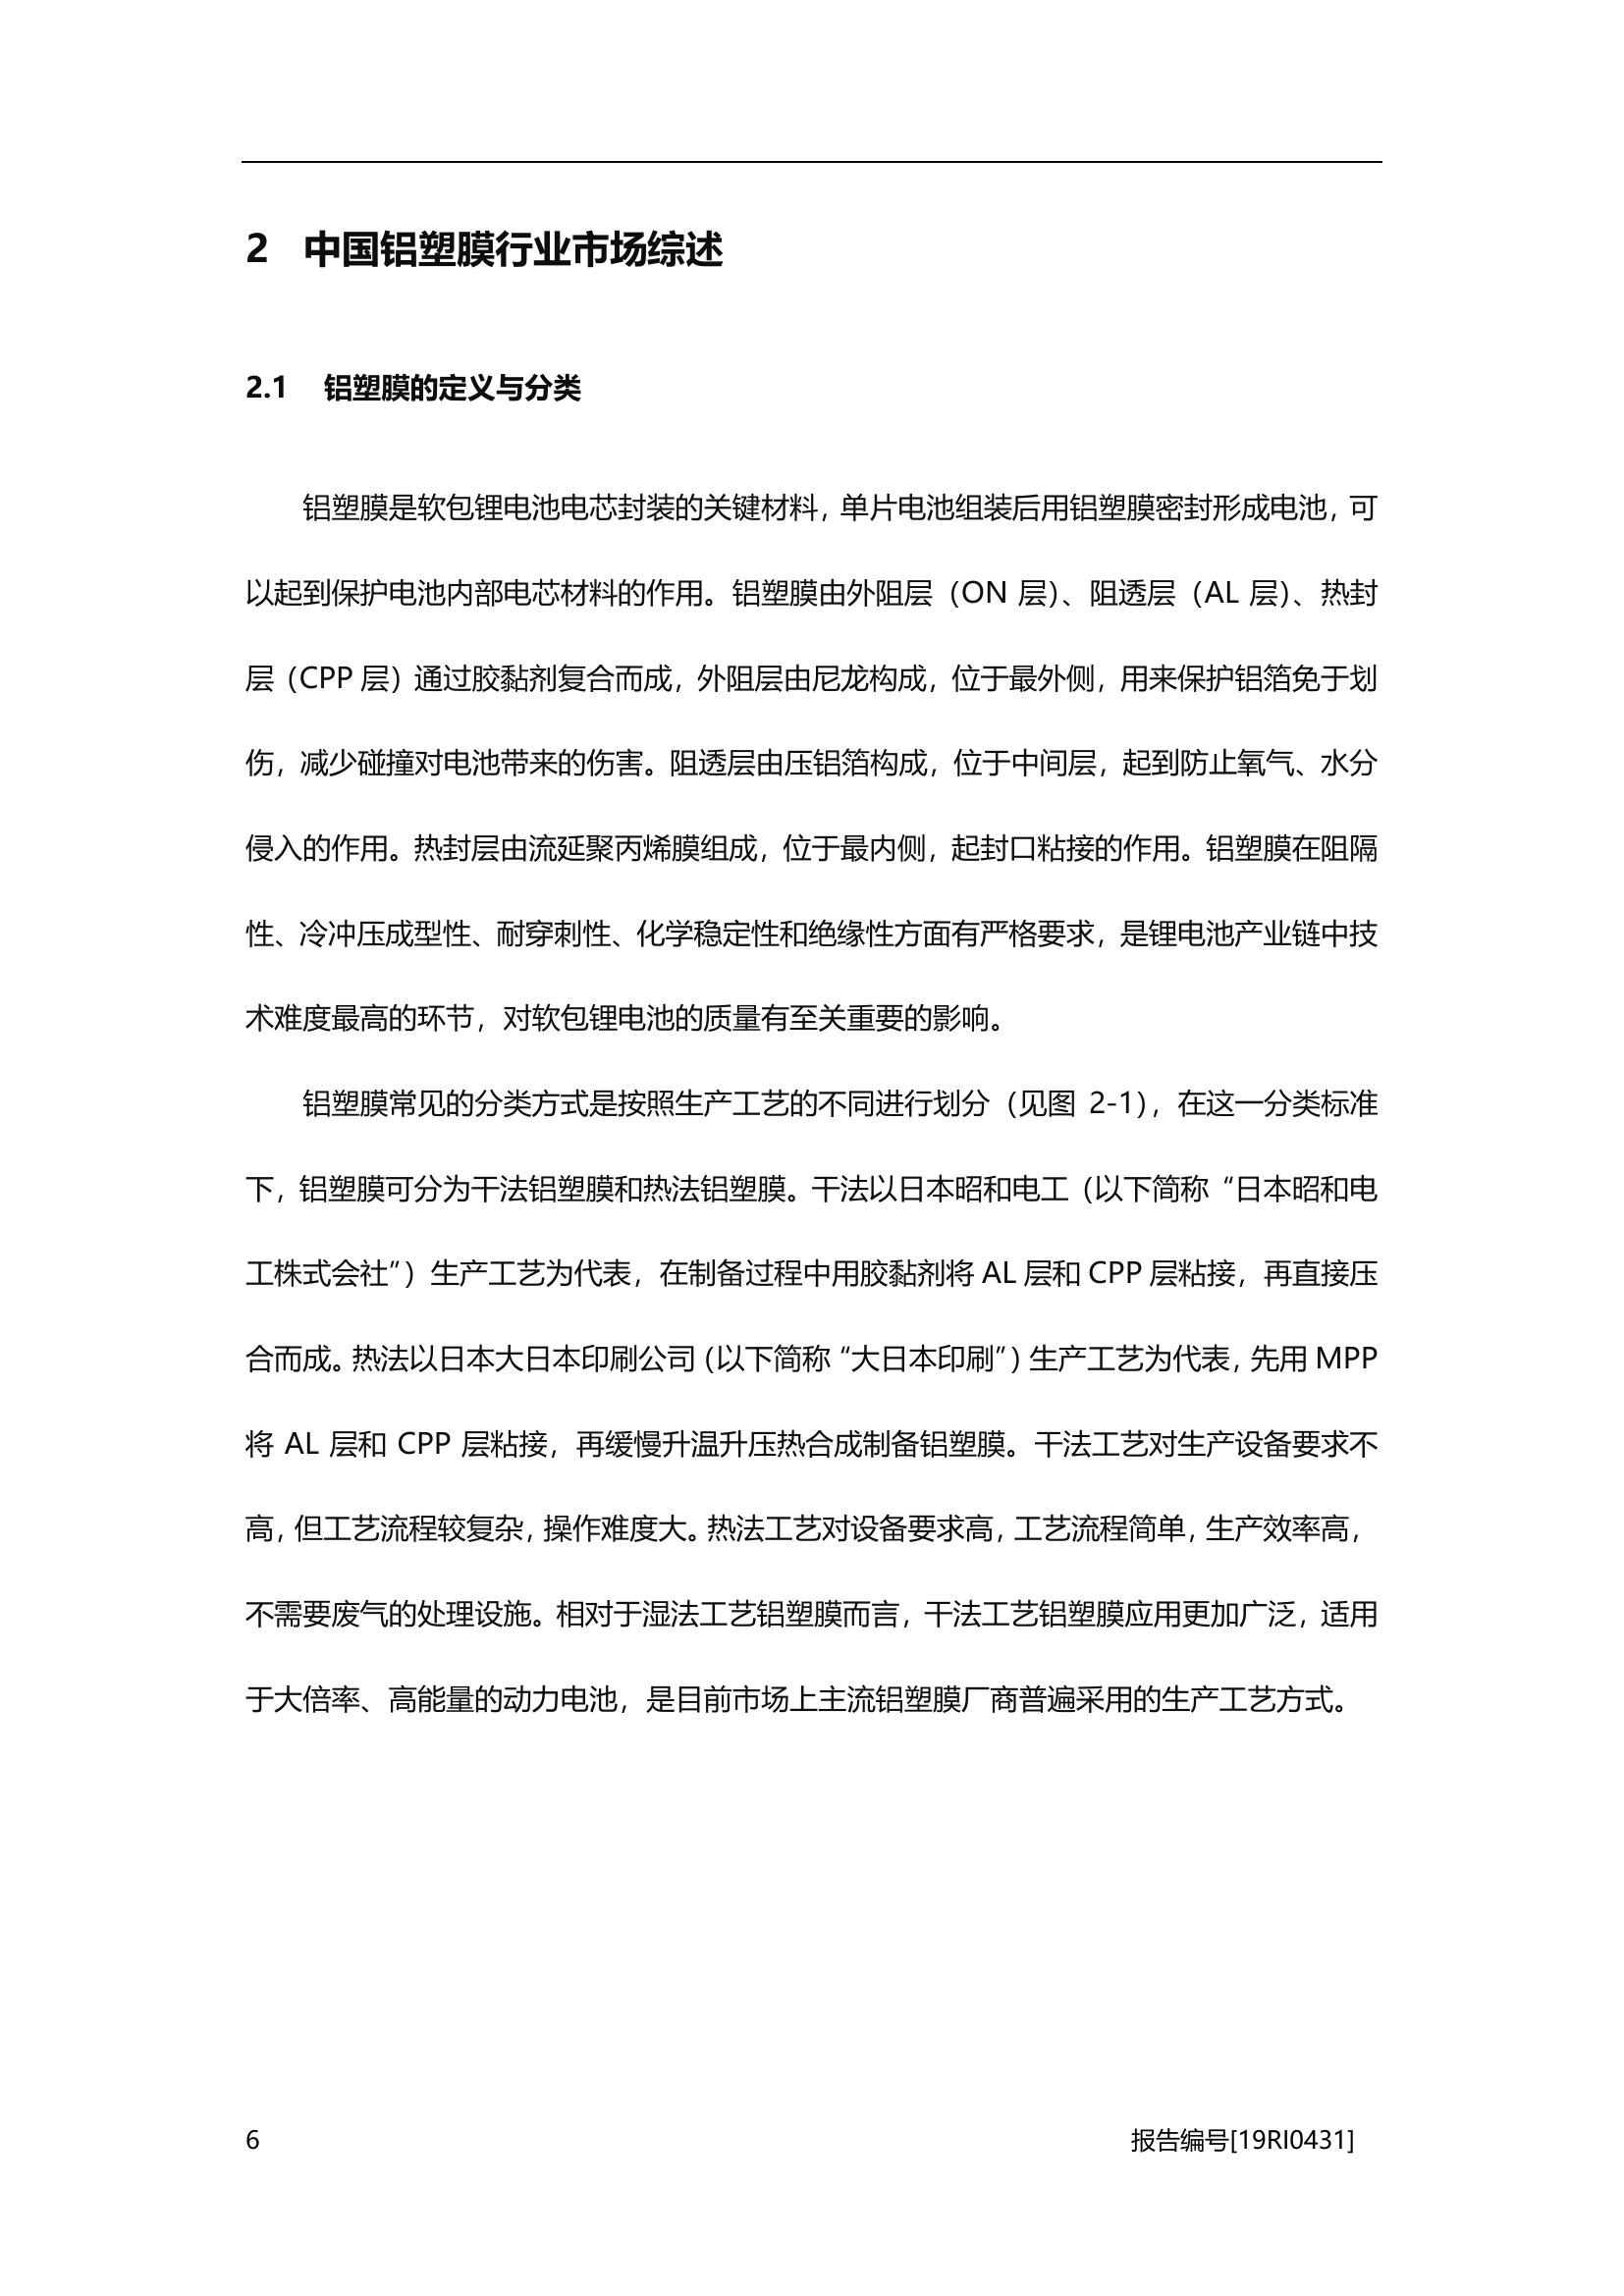 2 中国铝塑膜行业市场综述
2.1 铝塑膜的定义与分类
铝塑膜是软包锂电池电芯封装的关键材料，单片电池组装后用铝塑膜密封形成电池，可
以起到保护电池内部电芯材料的作用。铝塑膜由外阻层（ON 层）、阻透层（AL 层）、热封
层（CPP 层）通过胶黏剂复合而成，外阻层由尼龙构成，位于最外侧，用来保护铝箔免于划
伤，减少碰撞对电池带来的伤害。阻透层由压铝箔构成，位于中间层，起到防止氧气、水分
侵入的作用。热封层由流延聚丙烯膜组成，位于最内侧，起封口粘接的作用。铝塑膜在阻隔
性、冷冲压成型性、耐穿刺性、化学稳定性和绝缘性方面有严格要求，是锂电池产业链中技
术难度最高的环节，对软包锂电池的质量有至关重要的影响。
铝塑膜常见的分类方式是按照生产工艺的不同进行划分（见图 2-1），在这一分类标准
下，铝塑膜可分为干法铝塑膜和热法铝塑膜。干法以日本昭和电工（以下简称“日本昭和电
工株式会社”）生产工艺为代表，在制备过程中用胶黏剂将 AL 层和 CPP 层粘接，再直接压
合而成。热法以日本大日本印刷公司（以下简称“大日本印刷”）生产工艺为代表，先用 MPP
将 AL 层和 CPP 层粘接，再缓慢升温升压热合成制备铝塑膜。干法工艺对生产设备要求不
高，但工艺流程较复杂，操作难度大。热法工艺对设备要求高，工艺流程简单，生产效率高，
不需要废气的处理设施。相对于湿法工艺铝塑膜而言，干法工艺铝塑膜应用更加广泛，适用
于大倍率、高能量的动力电池，是目前市场上主流铝塑膜厂商普遍采用的生产工艺方式。
6 报告编号[19RI0431]